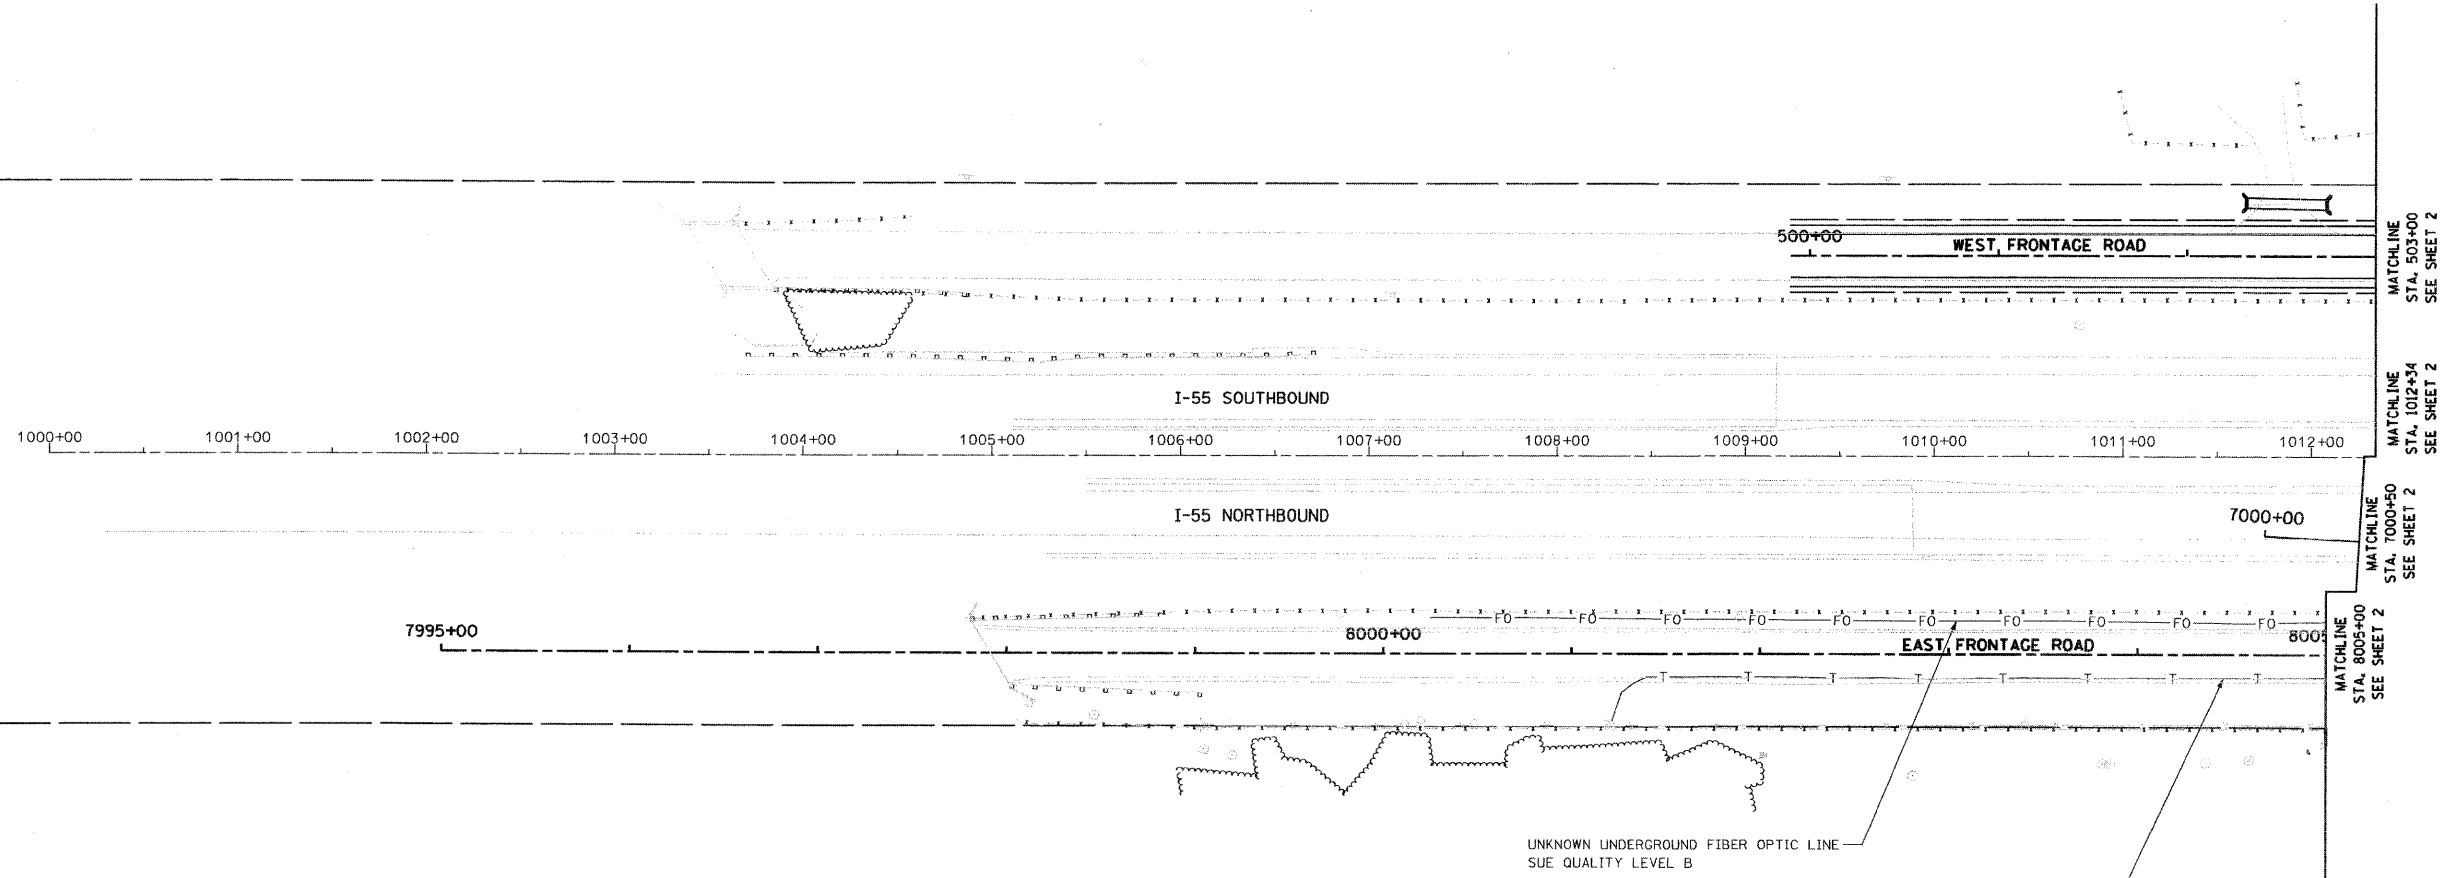 500+00
WEST FRONTAGE ROAD
MATCHLINE
STA. 503+00
SEE SHEET 2
I-55 SOUTHBOUND
MATCHLINE
STA. 1012+34
SEE SHEET 2
1000+00 1001+00 1002+00 1003+00 1004+00 1005+00 1006+00 1007+00 1008+00 1009+00 1010+00 1011+00 1012+00
I-55 NORTHBOUND
7000+00
MATCHLINE
STA. 7000+50
SEE SHEET 2
FO FO FO FO FO FO FO FO FO FO
7995+00
8000+00
8005
EAST FRONTAGE ROAD
MATCHLINE
STA. 8005+00
SEE SHEET 2
T T T T T T T T
UNKNOWN UNDERGROUND FIBER OPTIC LINE
SUE QUALITY LEVEL B